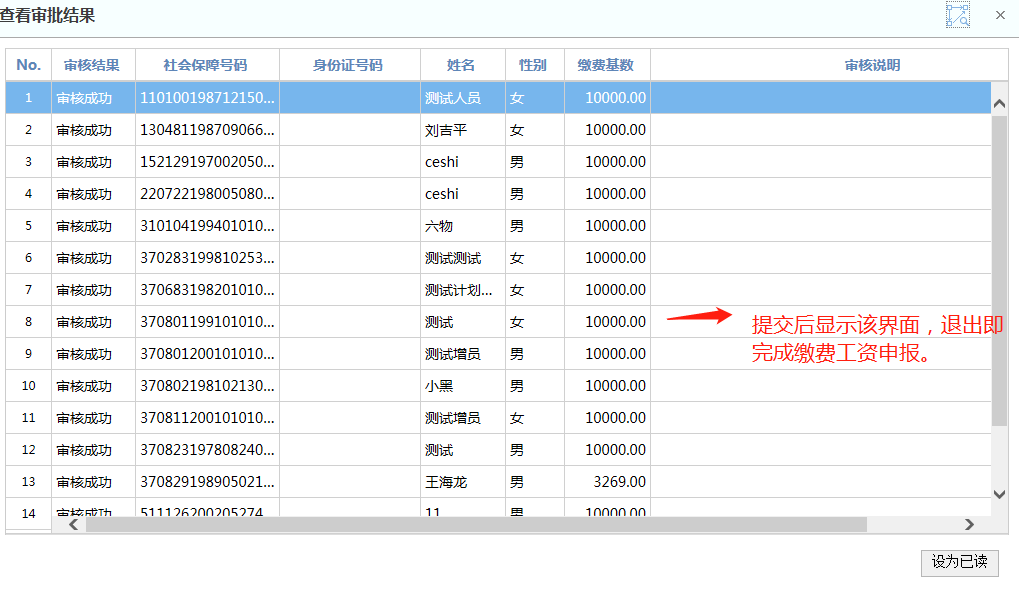 查看审批结果
No. 审核结果 社会保障号码 身份证号码 姓名 性别 缴费基数 审核说明
1 审核成功 110100198712150... 测试人员 女 10000.00
2 审核成功 130481198709066... 刘吉平 女 10000.00
3 审核成功 152129197002050... ceshi 男 10000.00
4 审核成功 220722198005080... ceshi 男 10000.00
5 审核成功 310104199401010... 六物 男 10000.00
6 审核成功 370283199810253... 测试测试 女 10000.00
7 审核成功 370683198201010... 测试计划... 女 10000.00
8 审核成功 370801199101010... 测试 女 10000.00
9 审核成功 370801200101010... 测试增员 男 10000.00
10 审核成功 370802198102130... 小黑 男 10000.00
11 审核成功 370811200101010... 测试增员 女 10000.00
12 审核成功 370823197808240... 测试 男 10000.00
13 审核成功 370829198905021... 王海龙 男 3269.00
14 审核成功 511126200205274 11 男 10000.00
提交后显示该界面，退出即
完成缴费工资申报。
设为已读